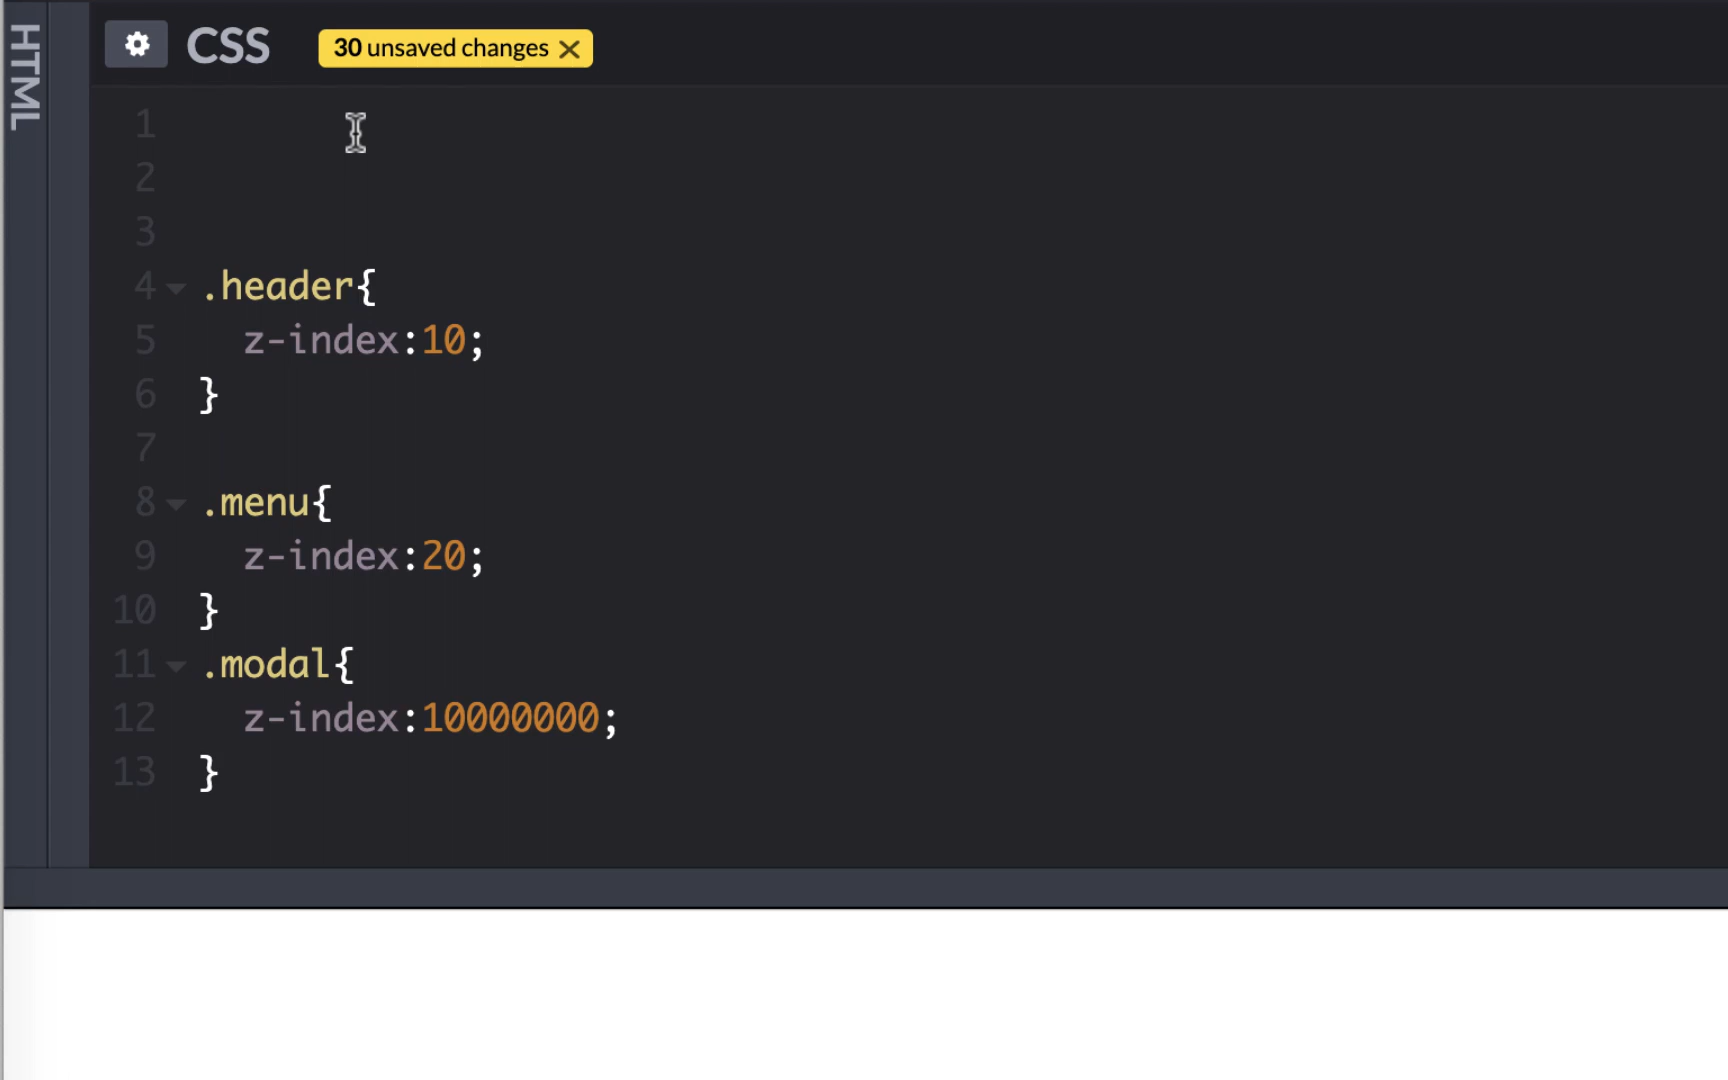 HTML
CSS
30 unsaved changes
1
2
3
4 .header{
5 z-index:10;
6 }
7
8 .menu{
9 z-index:20;
10 }
11 .modal{
12 z-index:10000000;
13 }